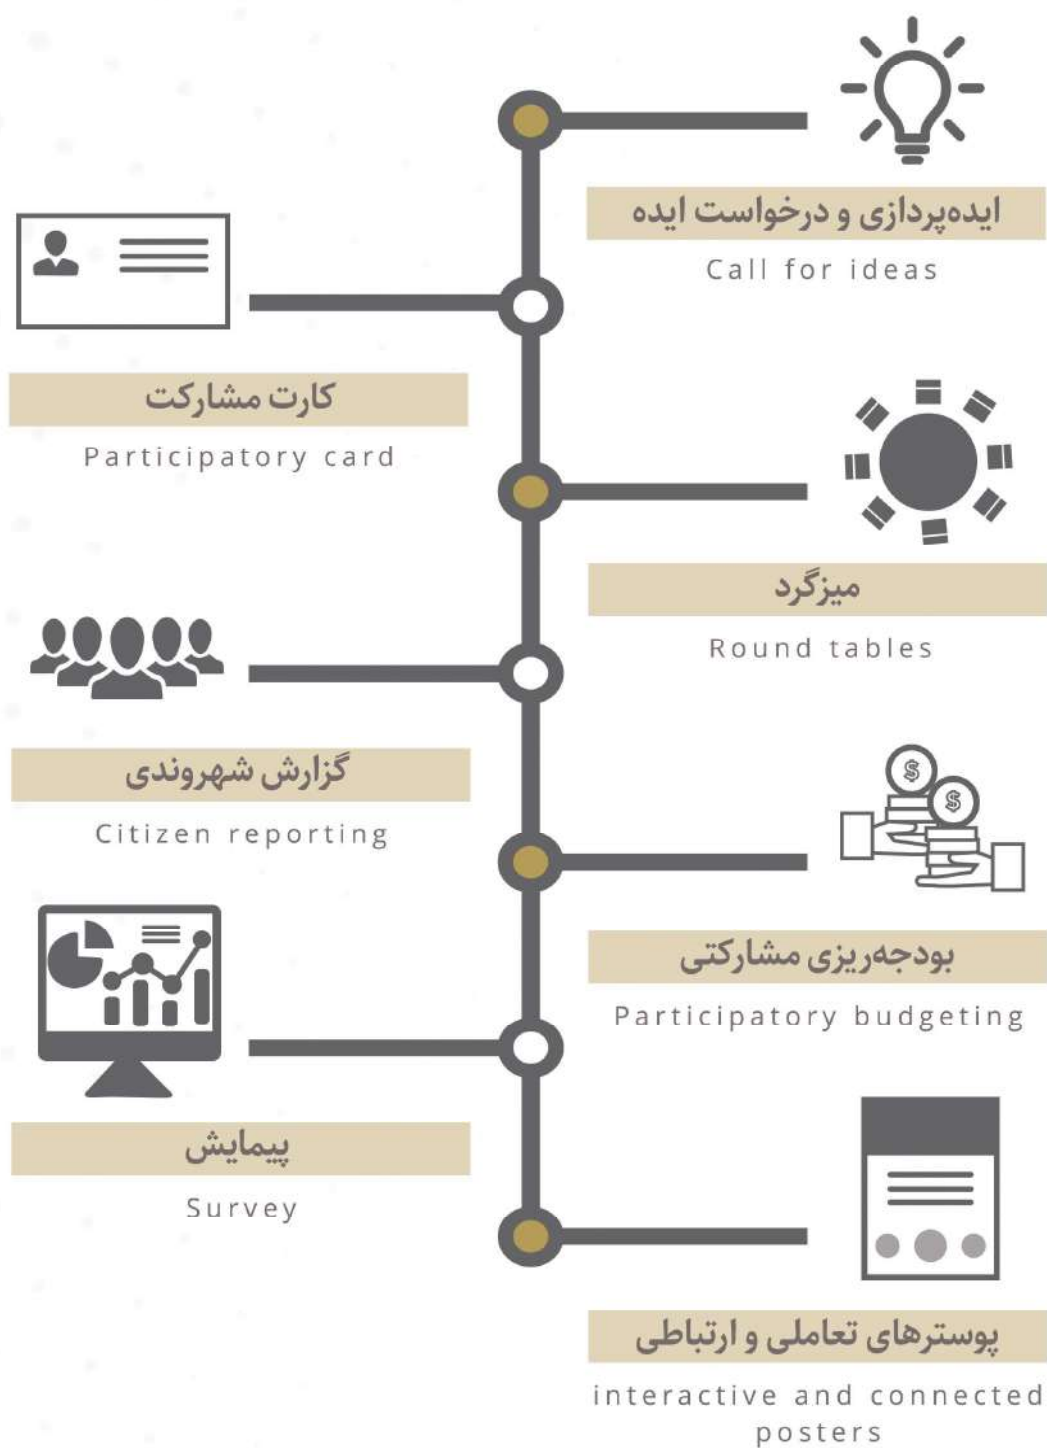 ایده‌پردازی و درخواست ایده
Call for ideas
کارت مشارکت
Participatory card
میزگرد
Round tables
گزارش شهروندی
Citizen reporting
بودجه‌ریزی مشارکتی
Participatory budgeting
پیمایش
Survey
پوسترهای تعاملی و ارتباطی
interactive and connected
posters